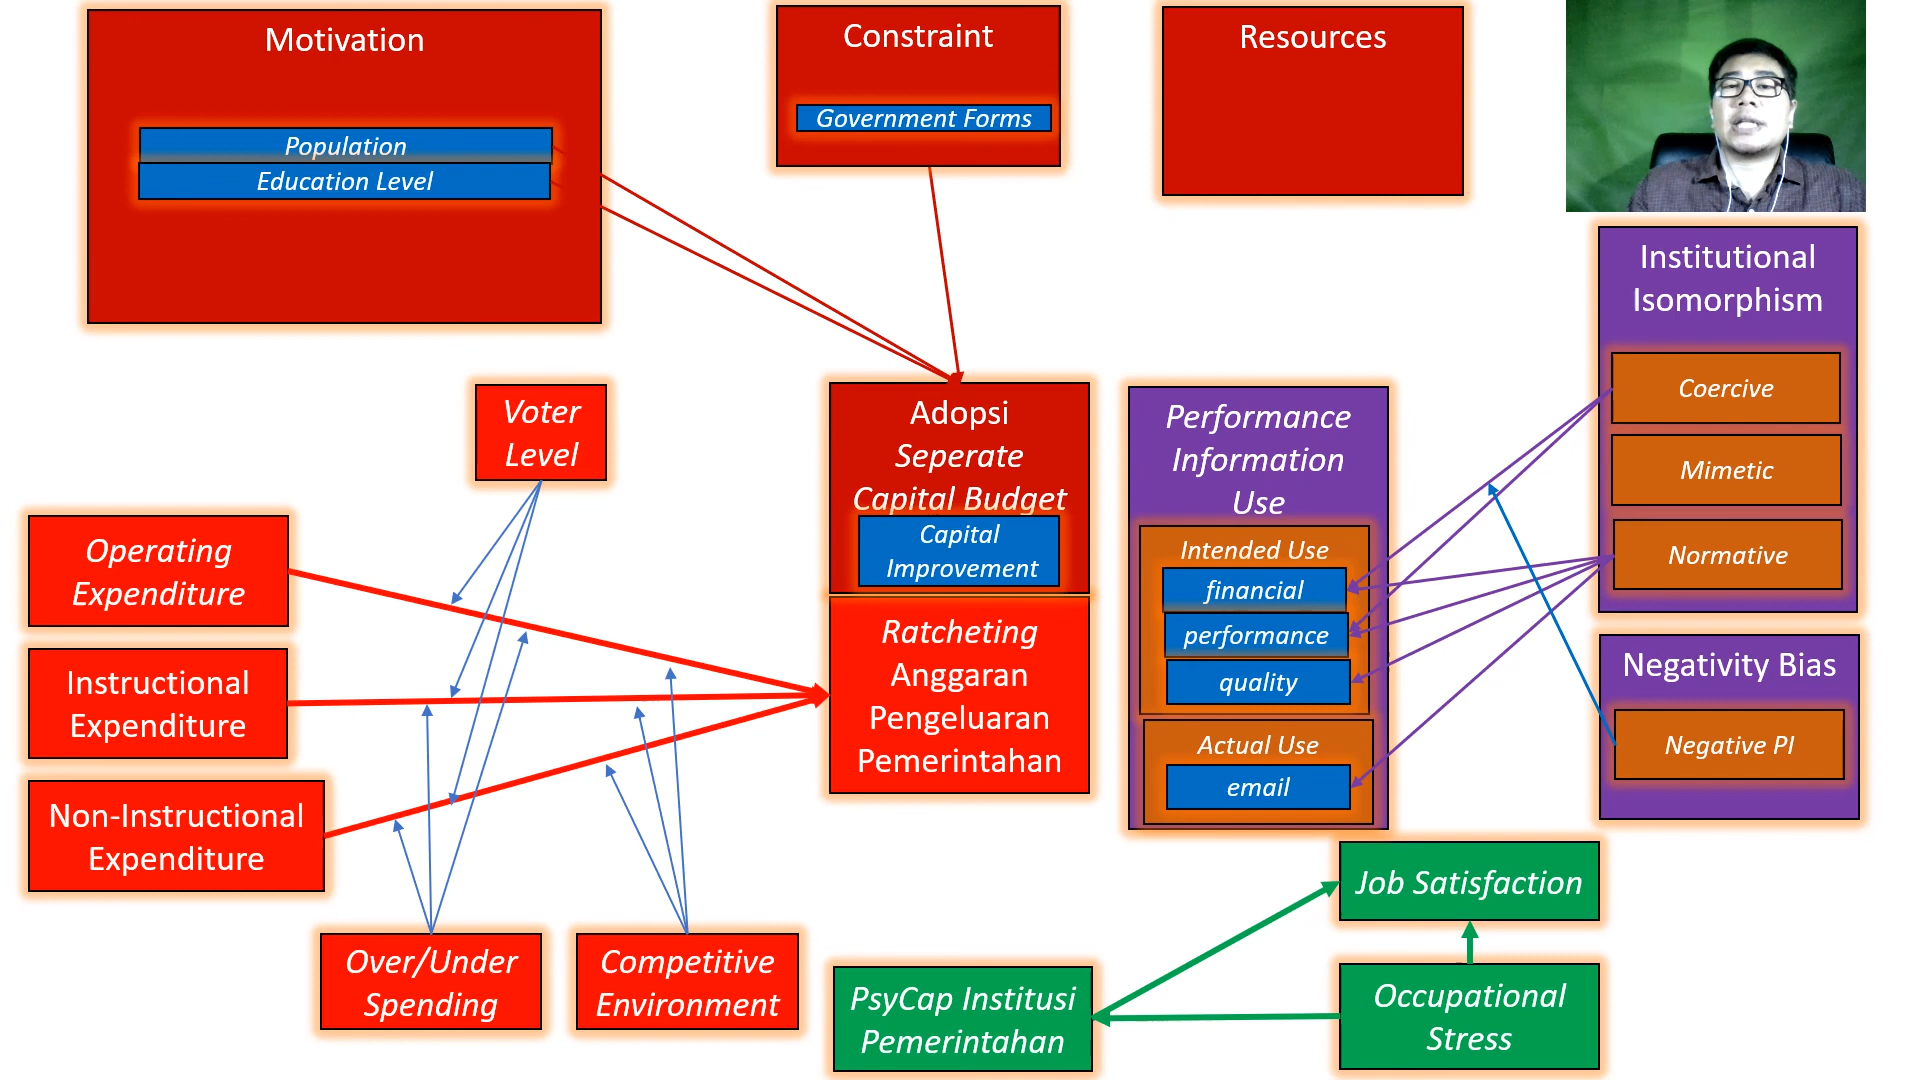 Motivation
Population
Education Level
Constraint
Government Forms
Resources
Institutional
Isomorphism
Coercive
Mimetic
Normative
Voter
Level
Adopsi
Seperate
Capital Budget
Capital
Improvement
Performance
Information
Use
Intended Use
financial
performance
quality
Actual Use
email
Operating
Expenditure
Instructional
Expenditure
Non-Instructional
Expenditure
Ratcheting
Anggaran
Pengeluaran
Pemerintahan
Negativity Bias
Negative PI
Over/Under
Spending
Competitive
Environment
Job Satisfaction
PsyCap Institusi
Pemerintahan
Occupational
Stress